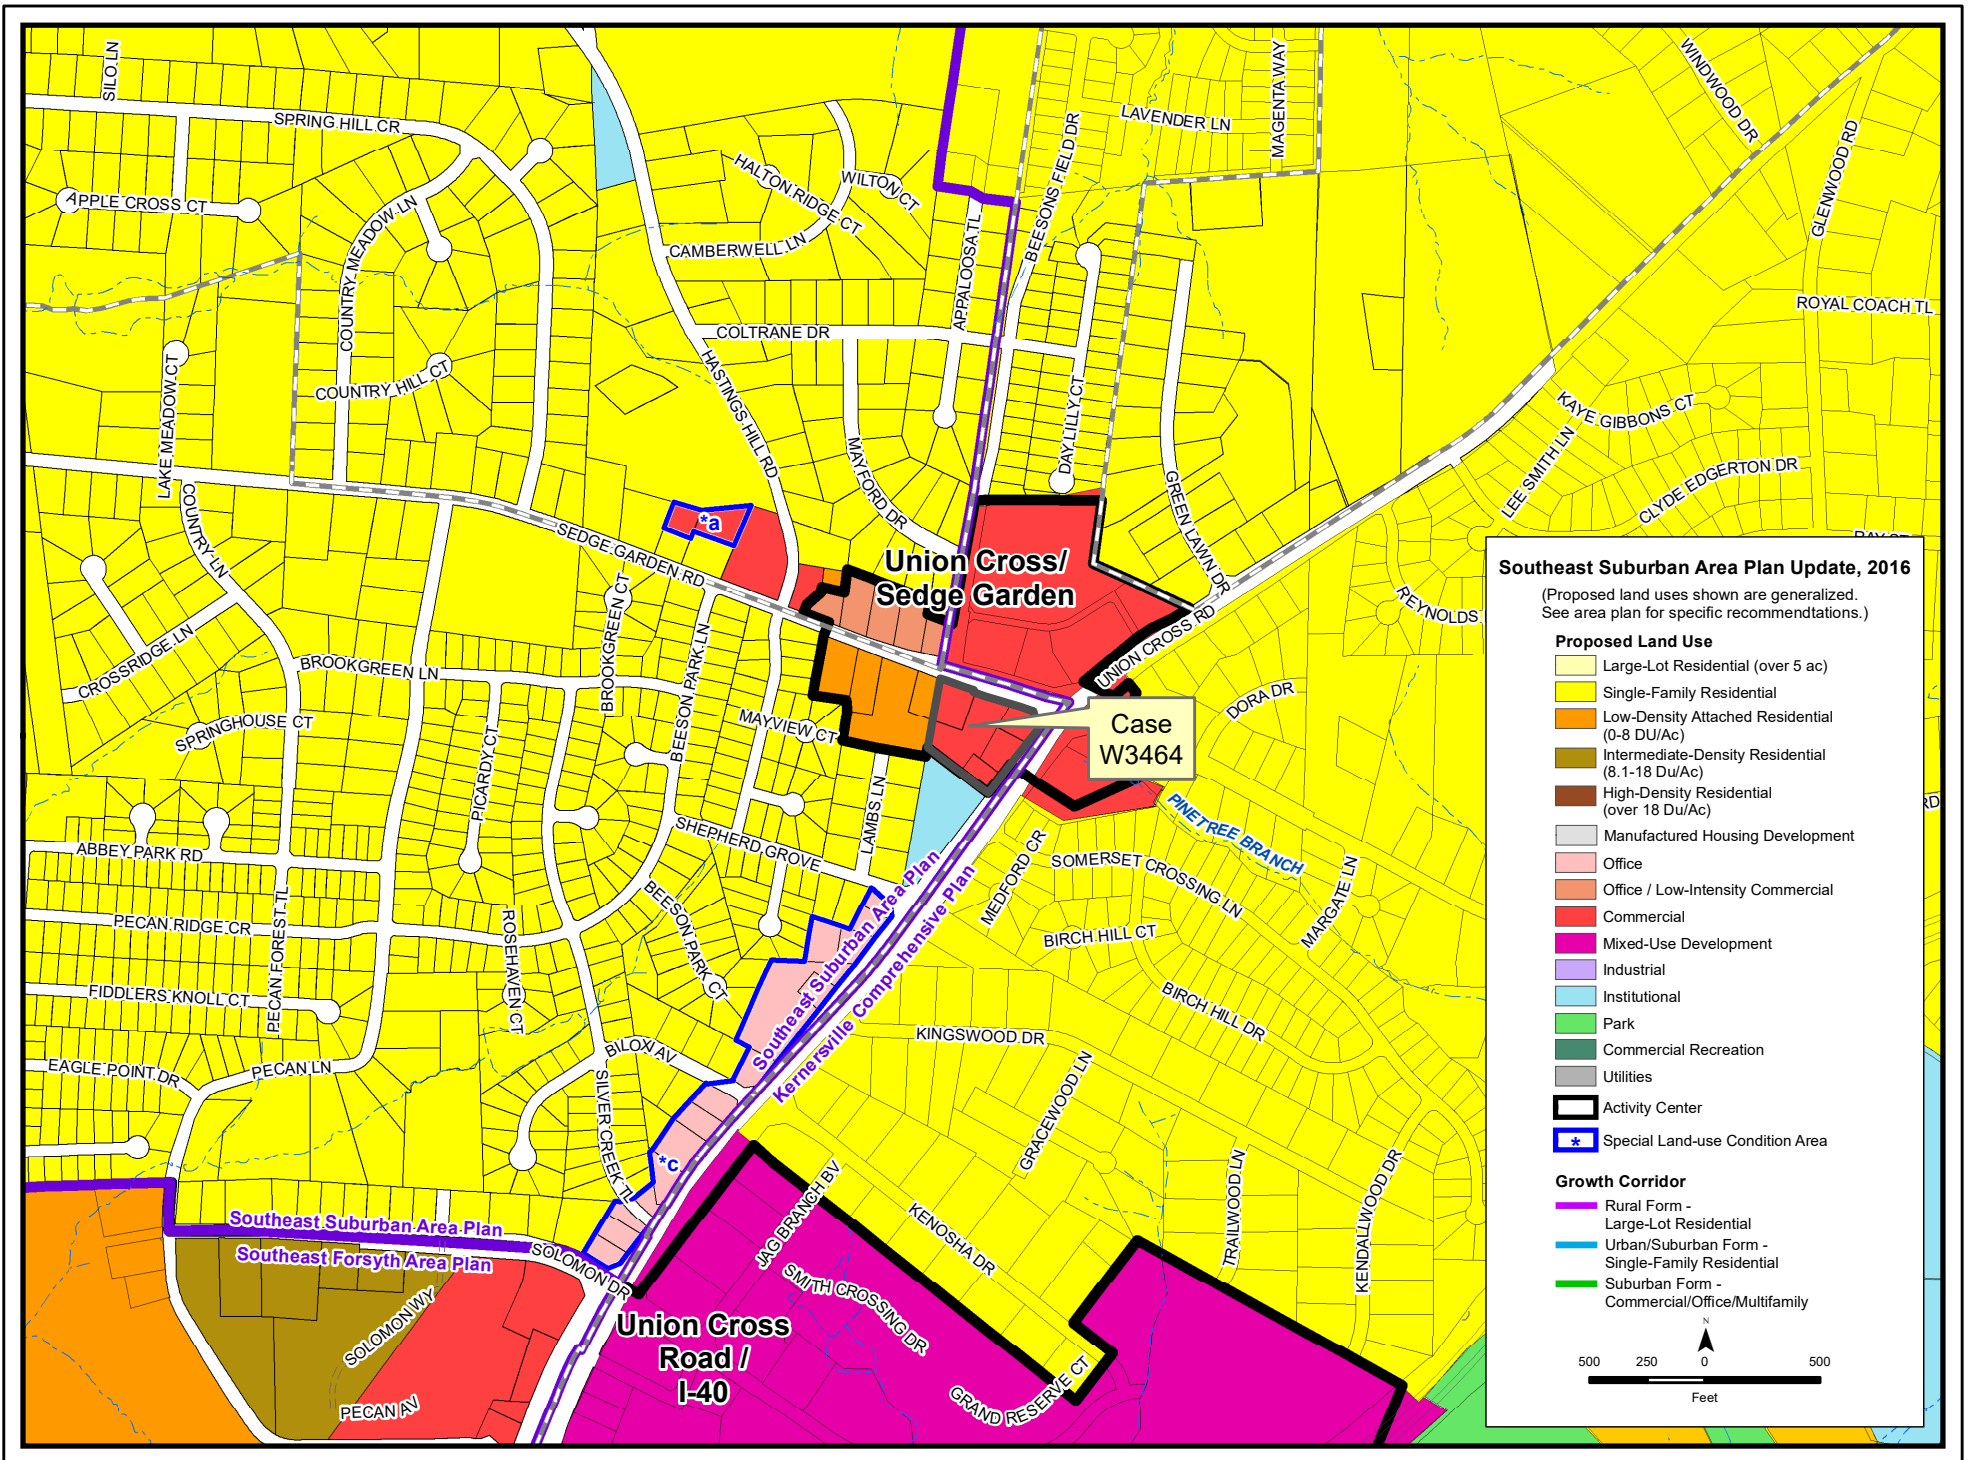 SILO LN
SPRING HILL CR
APPLE CROSS CT
COUNTRY MEADOW LN
HALTON RIDGE CT
WILTON CT
CAMBERWELL LN
APPALOOSA TL
BEESONS FIELD DR
LAVENDER LN
MAGENTA WAY
WINDWOOD DR
GLENWOOD RD
ROYAL COACH TL
COLTRANE DR
COUNTRY HILL CT
LAKE MEADOW CT
HASTINGS HILL RD
MAYFORD DR
DAY LILLY CT
GREEN LAWN DR
KAYE GIBBONS CT
LEE SMITH LN
CLYDE EDGERTON DR
COUNTRY LN
SEDGE GARDEN RD
*a
Union Cross/
Sedge Garden
REYNOLDS
UNION CROSS RD
CROSSRIDGE LN
BROOKGREEN LN
BROOKGREEN CT
BEESON PARK LN
SPRINGHOUSE CT
PICARDY CT
MAYVIEW CT
DORA DR
Case
W3464
LAMBS LN
PINETREE BRANCH
SHEPHERD GROVE
ABBEY PARK RD
MEDFORD CR
SOMERSET CROSSING LN
MARGATE LN
PECAN RIDGE CR
PECAN FOREST TL
ROSEHAVEN CT
BEESON PARK CT
BIRCH HILL CT
BIRCH HILL DR
FIDDLERS KNOLL CT
Southeast Suburban Area Plan
Kernersville Comprehensive Plan
KINGSWOOD DR
EAGLE POINT DR
PECAN LN
BILOXI AV
SILVER CREEK TL
GRACEWOOD LN
*c
JAG BRANCH BV
KENOSHA DR
TRAILWOOD LN
KENDALLWOOD DR
Southeast Suburban Area Plan
Southeast Forsyth Area Plan
SOLOMON DR
SMITH CROSSING DR
SOLOMON WY
Union Cross
Road /
I-40
GRAND RESERVE CT
PECAN AV
Southeast Suburban Area Plan Update, 2016
(Proposed land uses shown are generalized.
See area plan for specific recommendtations.)
Proposed Land Use
Large-Lot Residential (over 5 ac)
Single-Family Residential
Low-Density Attached Residential
(0-8 DU/Ac)
Intermediate-Density Residential
(8.1-18 Du/Ac)
High-Density Residential
(over 18 Du/Ac)
Manufactured Housing Development
Office
Office / Low-Intensity Commercial
Commercial
Mixed-Use Development
Industrial
Institutional
Park
Commercial Recreation
Utilities
Activity Center
* Special Land-use Condition Area
Growth Corridor
Rural Form -
Large-Lot Residential
Urban/Suburban Form -
Single-Family Residential
Suburban Form -
Commercial/Office/Multifamily
N
500 250 0 500
Feet